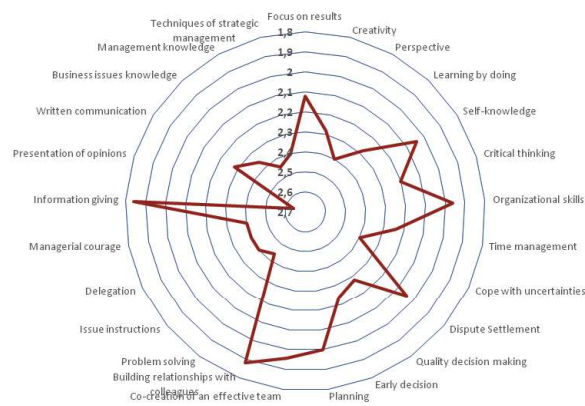 Focus on results
Creativity
Perspective
Learning by doing
Self-knowledge
Critical thinking
Organizational skills
Time management
Cope with uncertainties
Dispute Settlement
Quality decision making
Early decision
Planning
Co-creation of an effective team
Building relationships with
colleagues
Problem solving
Issue instructions
Delegation
Managerial courage
Information giving
Presentation of opinions
Written communication
Business issues knowledge
Management knowledge
Techniques of strategic
management
1,8
1,9
2
2,1
2,2
2,3
2,4
2,5
2,6
2,7